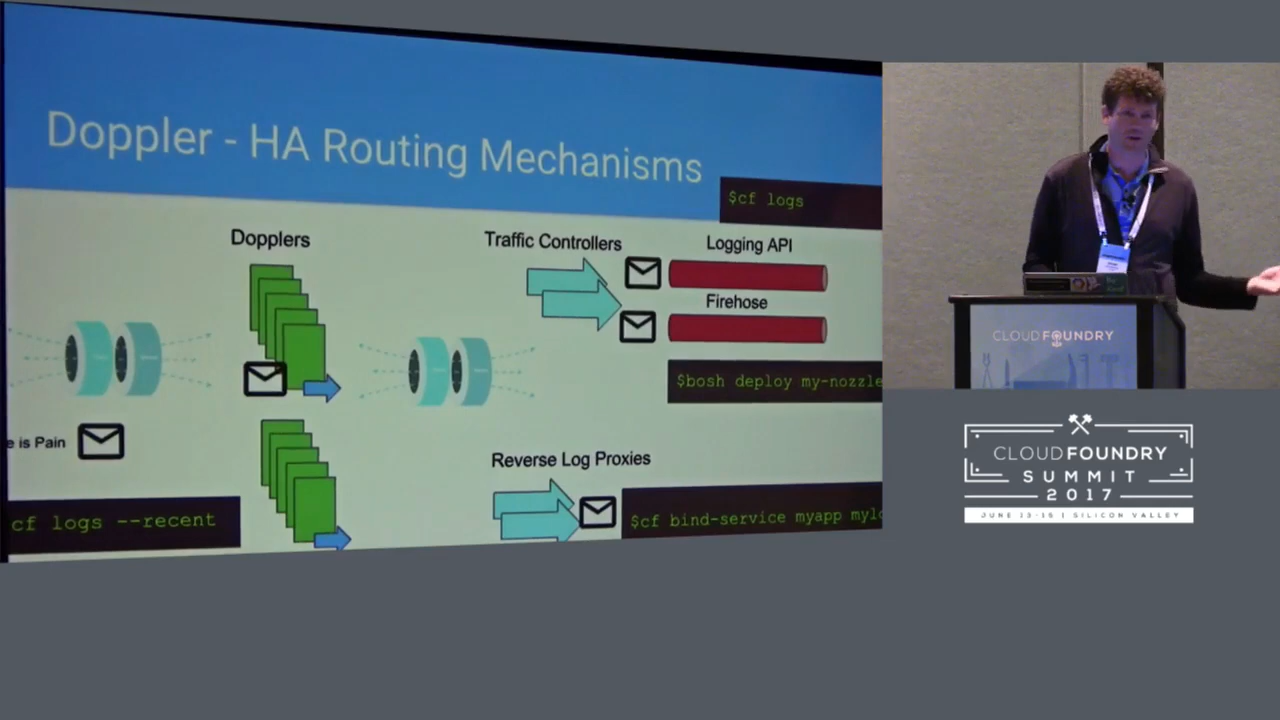 Doppler - HA Routing Mechanisms
$cf logs
Dopplers
Traffic Controllers
Logging API
Firehose
$bosh deploy my-nozzle
e is Pain
Reverse Log Proxies
cf logs --recent
$cf bind-service myapp mylo
CLOUD FOUNDRY
CLOUD FOUNDRY
SUMMIT
2017
JUNE 13-15 | SILICON VALLEY